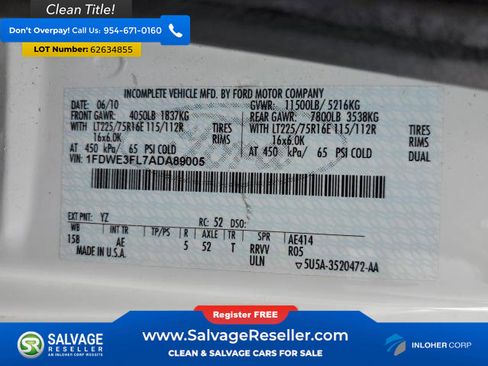 Clean Title!
Don't Overpay! Call Us: 954-671-0160
LOT Number: 62634855
INCOMPLETE VEHICLE MFD. BY FORD MOTOR COMPANY
DATE: 06/10 GVWR: 11500LB/ 5216KG
FRONT GAWR: 4050LB 1837KG REAR GAWR: 7800LB 3538KG
WITH LT225/75R16E 115/112R TIRES WITH LT225/75R16E 115/112R TIRES
16x6.0K RIMS 16x6.0K RIMS
AT 450 kPa/ 65 PSI COLD AT 450 kPa/ 65 PSI COLD DUAL
VIN: 1FDWE3FL7ADA89005
EXT PNT: YZ RC: 52 DSO:
WB INT TR TP/PS R AXLE TR SPR AE414
158 AE 5 52 T RRVV R05
MADE IN U.S.A. ULN 5U5A-3520472-AA
Register FREE!
SALVAGE RESELLER
AN INLOHER CORP WEBSITE
www.SalvageReseller.com
CLEAN & SALVAGE CARS FOR SALE
INLOHER CORP